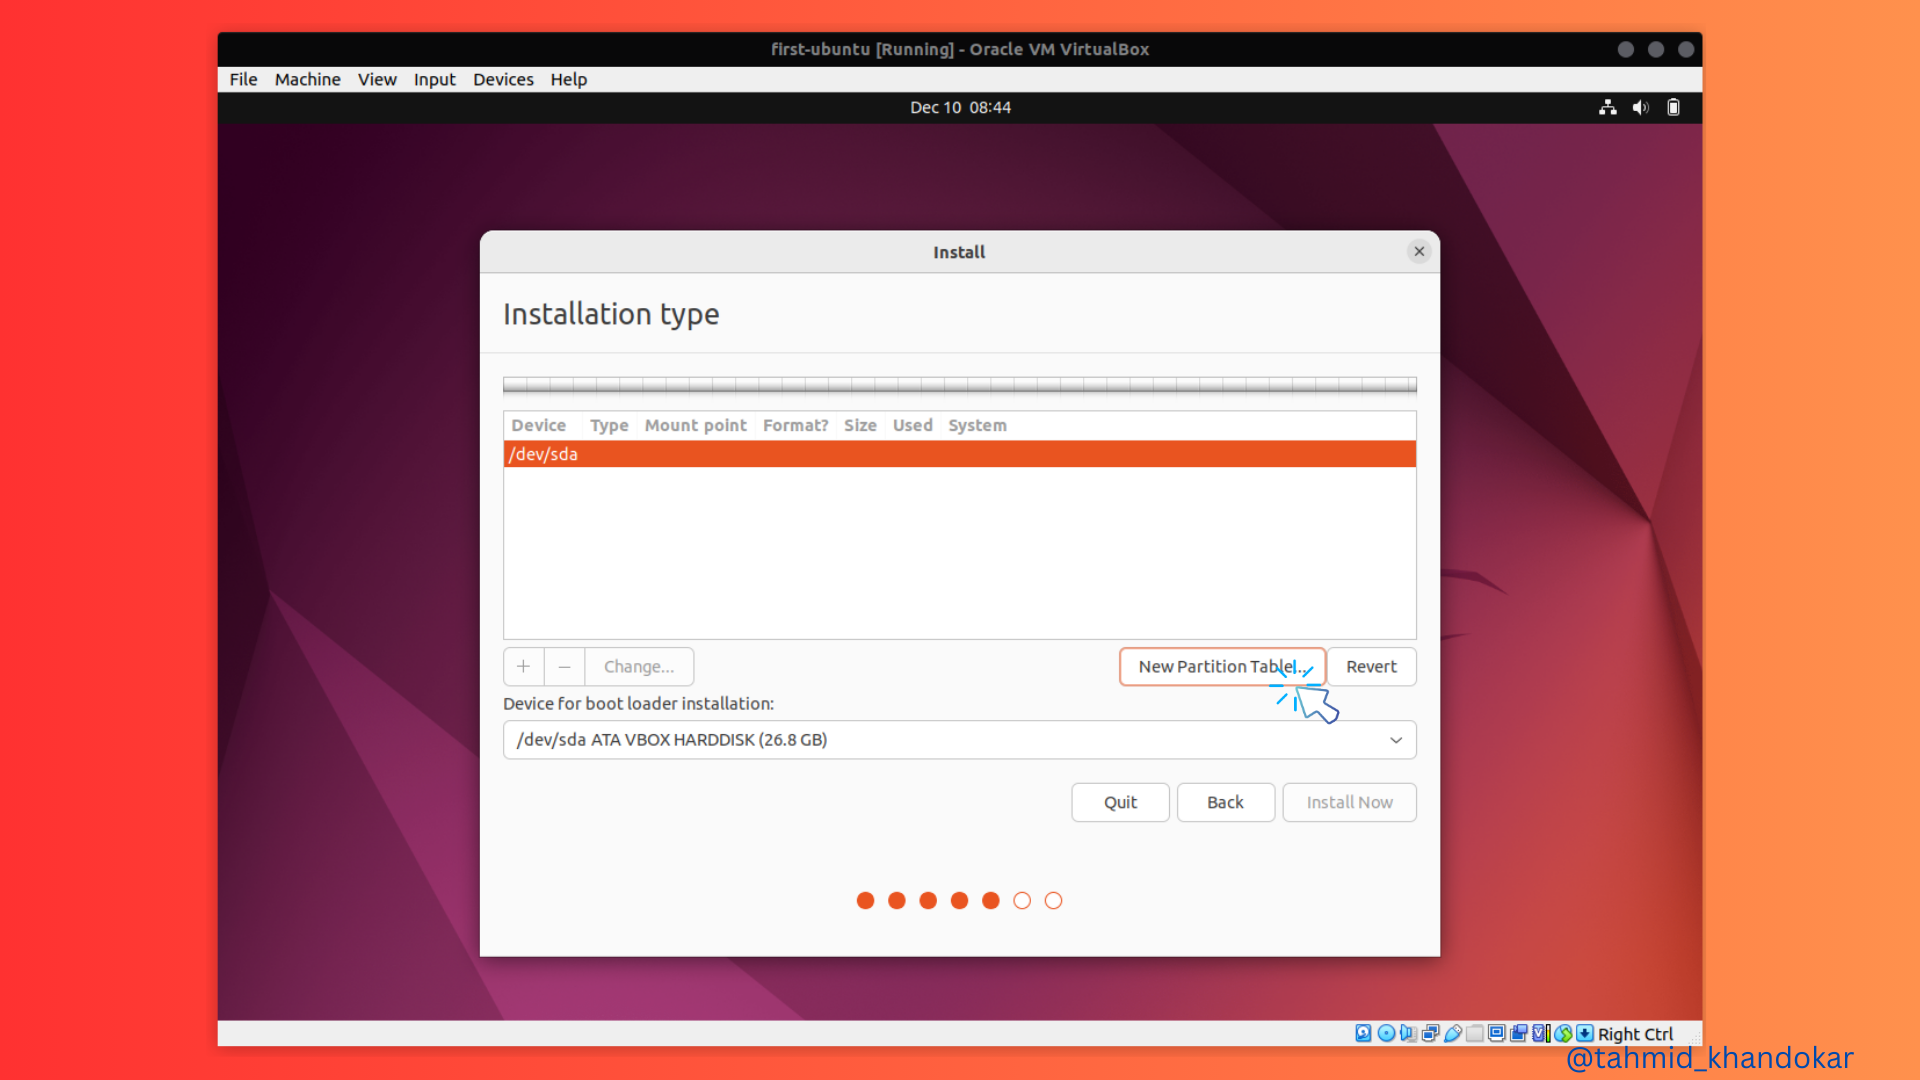 first-ubuntu [Running] - Oracle VM VirtualBox
File Machine View Input Devices Help
Dec 10 08:44
Install
Installation type
Device Type Mount point Format? Size Used System
/dev/sda
+ − Change... New Partition Table... Revert
Device for boot loader installation:
/dev/sda ATA VBOX HARDDISK (26.8 GB)
Quit Back Install Now
Right Ctrl
@tahmid_khandokar